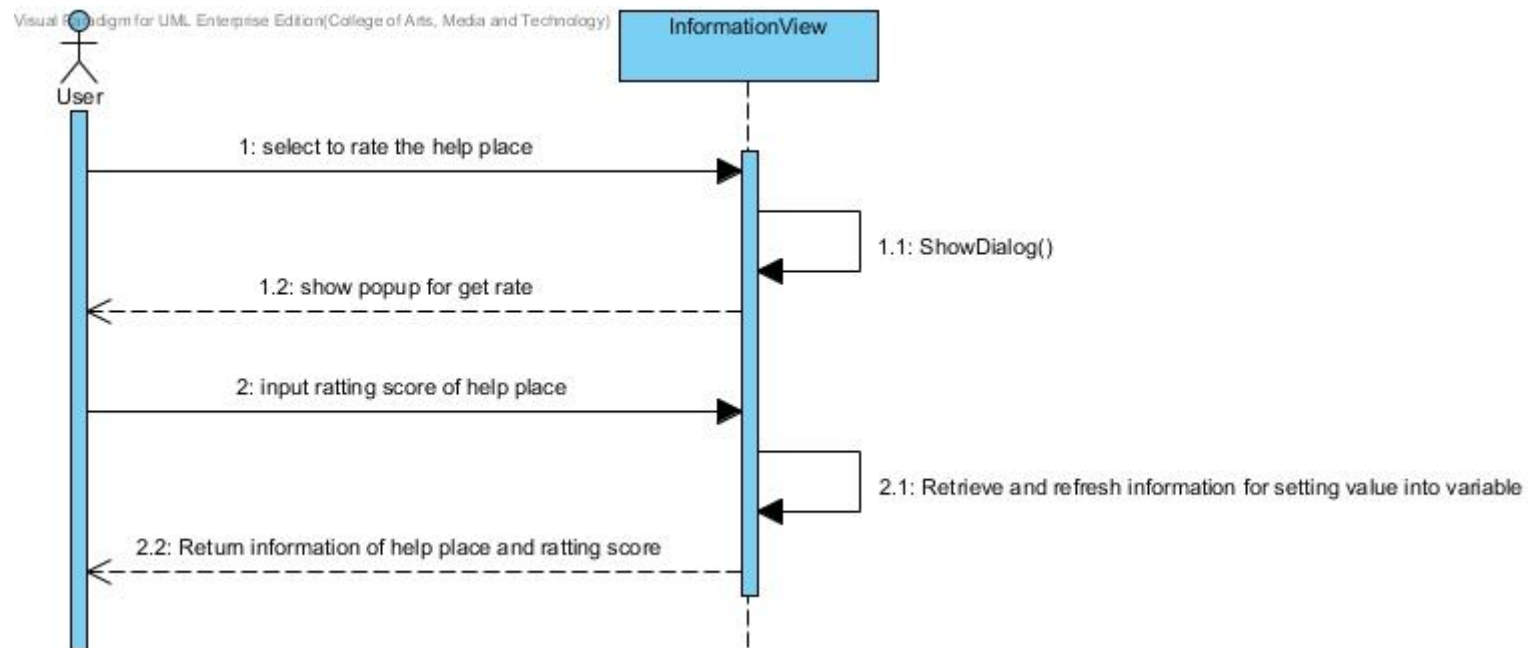 Visual Paradigm for UML Enterprise Edition(College of Arts, Media and Technology)
InformationView
User
1: select to rate the help place
1.1: ShowDialog()
1.2: show popup for get rate
2: input ratting score of help place
2.1: Retrieve and refresh information for setting value into variable
2.2: Return information of help place and ratting score